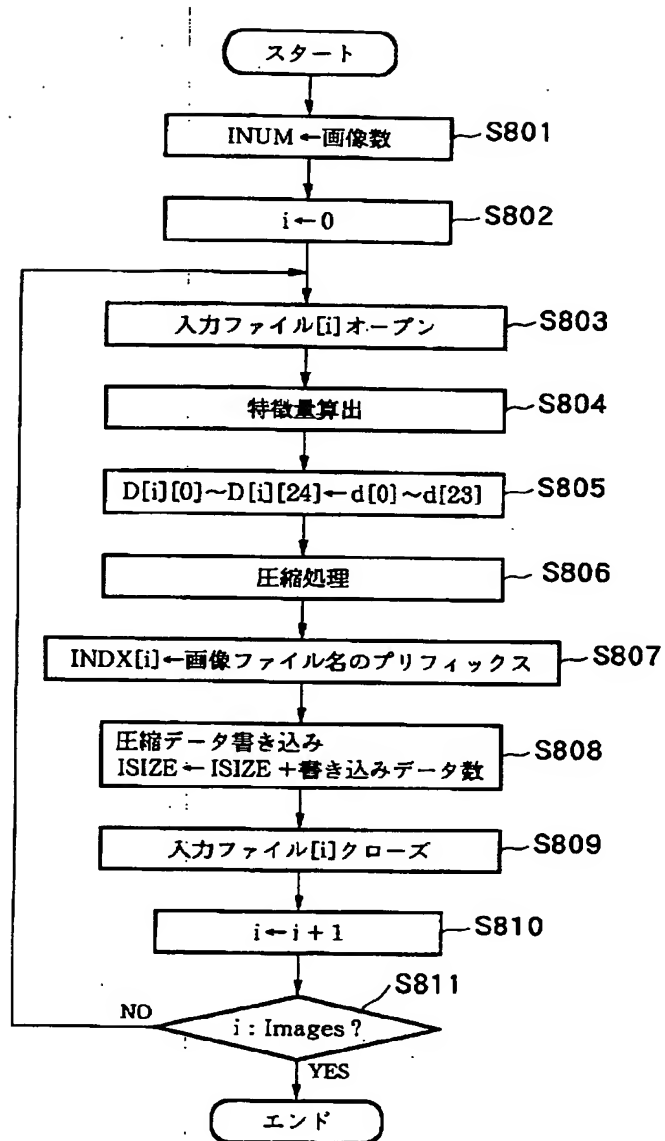 スタート
INUM←画像数
S801
i←0
S802
入力ファイル[i]オープン
S803
特徴量算出
S804
D[i][0]~D[i][24]←d[0]~d[23]
S805
圧縮処理
S806
INDX[i]←画像ファイル名のプリフィックス
S807
圧縮データ書き込み
ISIZE←ISIZE+書き込みデータ数
S808
入力ファイル[i]クローズ
S809
i←i+1
S810
S811
i:Images?
NO
YES
エンド